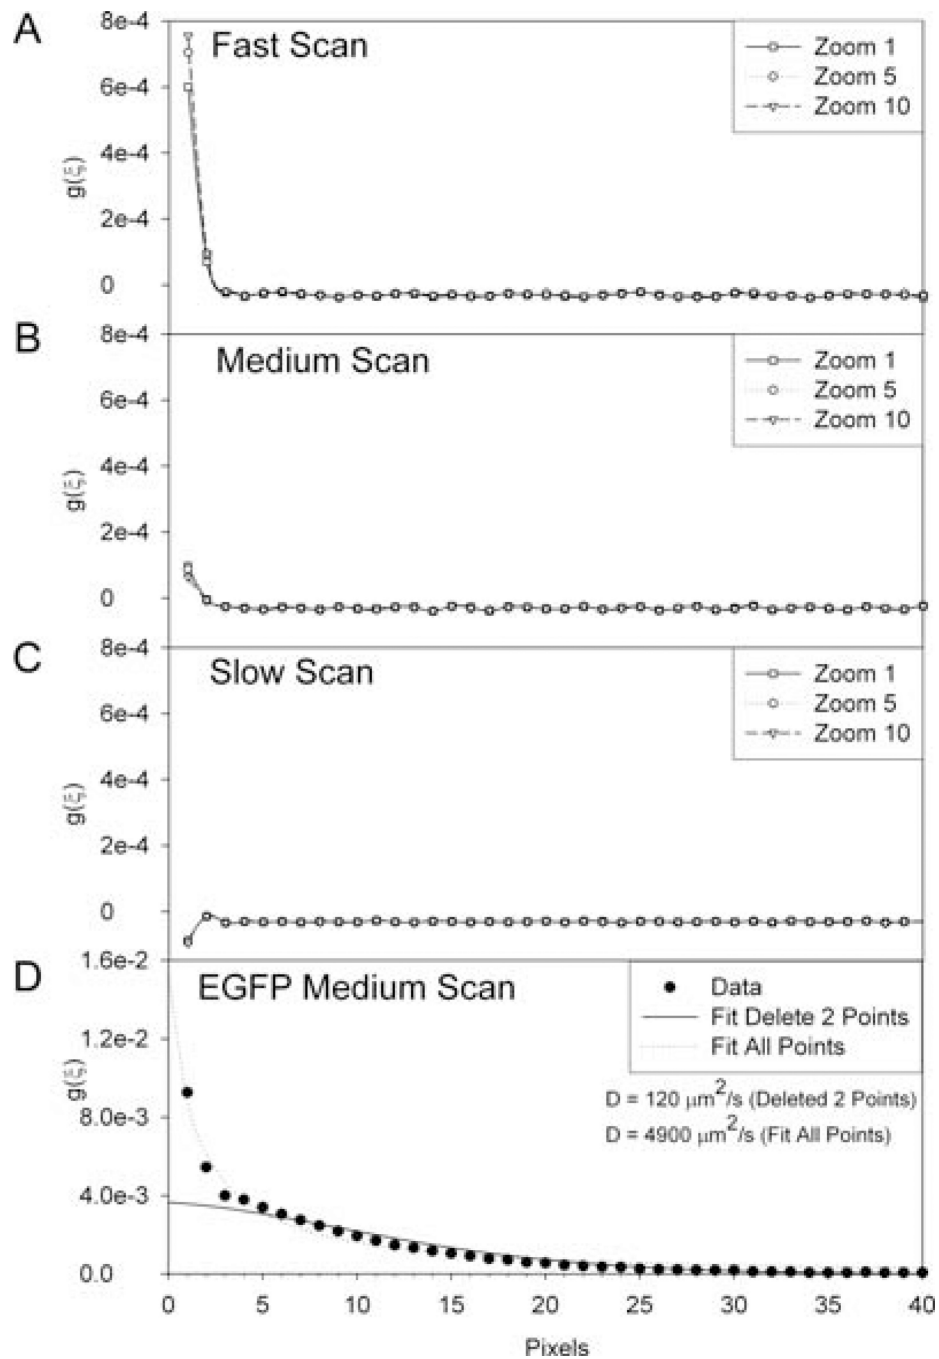 A
Fast Scan
8e-4
6e-4
4e-4
2e-4
0
g(ξ)
Zoom 1
Zoom 5
Zoom 10
B
Medium Scan
8e-4
6e-4
4e-4
2e-4
0
g(ξ)
Zoom 1
Zoom 5
Zoom 10
C
Slow Scan
8e-4
6e-4
4e-4
2e-4
0
g(ξ)
Zoom 1
Zoom 5
Zoom 10
D
EGFP Medium Scan
1.6e-2
1.2e-2
8.0e-3
4.0e-3
0.0
g(ξ)
Data
Fit Delete 2 Points
Fit All Points
D = 120 μm²/s (Deleted 2 Points)
D = 4900 μm²/s (Fit All Points)
0 5 10 15 20 25 30 35 40
Pixels